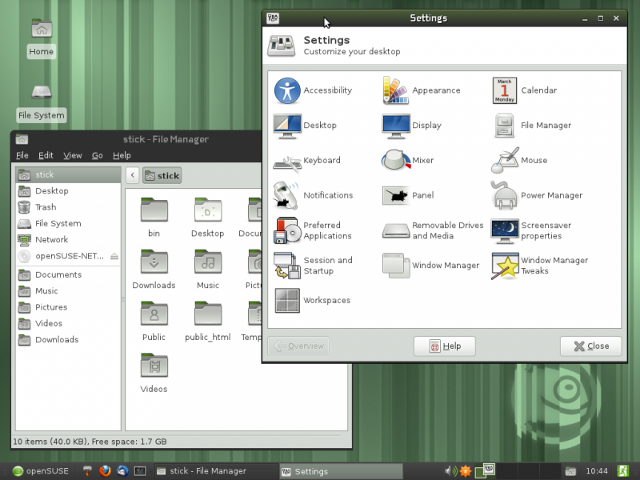 Home
File System
stick - File Manager
File Edit View Go Help
stick
Desktop
Trash
File System
Network
openSUSE-NET...
Documents
Music
Pictures
Videos
Downloads
stick
bin
Desktop
Downloads
Music
Public
public_html
Videos
10 items (40.0 KB), Free space: 1.7 GB
Settings
Settings
Customize your desktop
Accessibility
Appearance
March
1
Monday
Calendar
Desktop
Display
File Manager
Keyboard
Mixer
Mouse
Notifications
Panel
Power Manager
Preferred
Applications
Removable Drives
and Media
Screensaver
properties
Session and
Startup
Window Manager
Window Manager
Tweaks
Workspaces
Overview
Help
Close
openSUSE
stick - File Manager
Settings
10:44